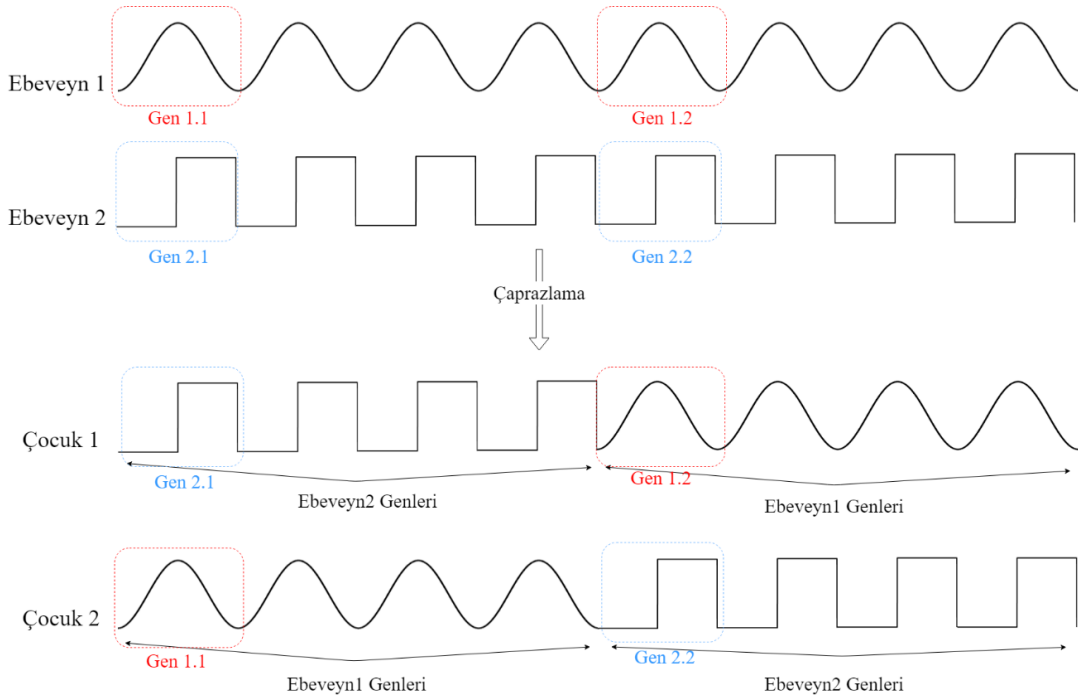 Ebeveyn 1
Gen 1.1
Gen 1.2
Ebeveyn 2
Gen 2.1
Gen 2.2
Çaprazlama
Çocuk 1
Gen 2.1
Gen 1.2
Ebeveyn2 Genleri
Ebeveyn1 Genleri
Çocuk 2
Gen 1.1
Gen 2.2
Ebeveyn1 Genleri
Ebeveyn2 Genleri